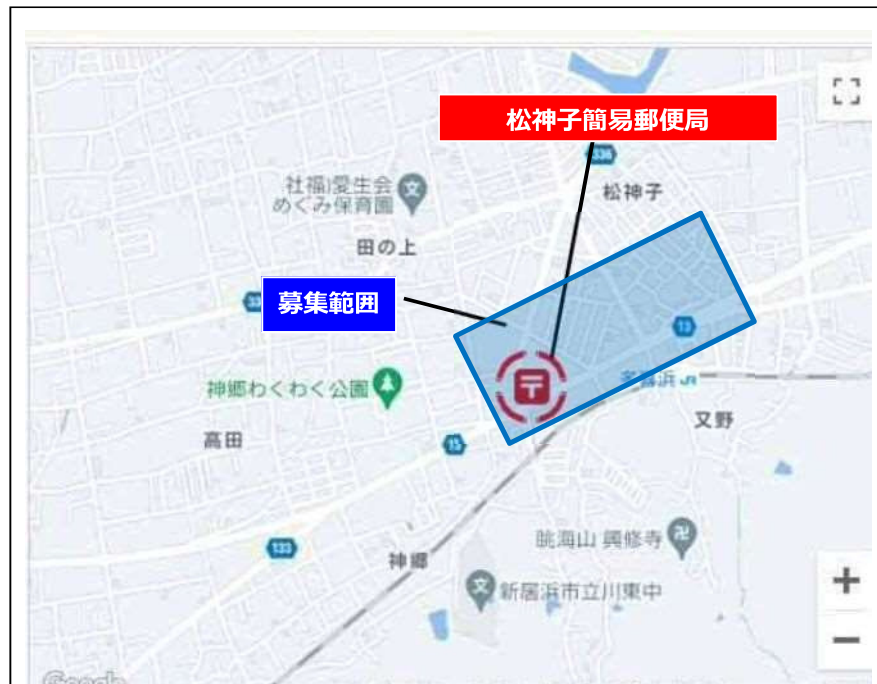 松神子簡易郵便局
336
松神子
社福)愛生会
めぐみ保育園
田の上
募集範囲
33
13
多喜浜 JR
神郷わくわく公園
又野
高田
15
133
神郷
眺海山 興修寺
新居浜市立川東中
Google